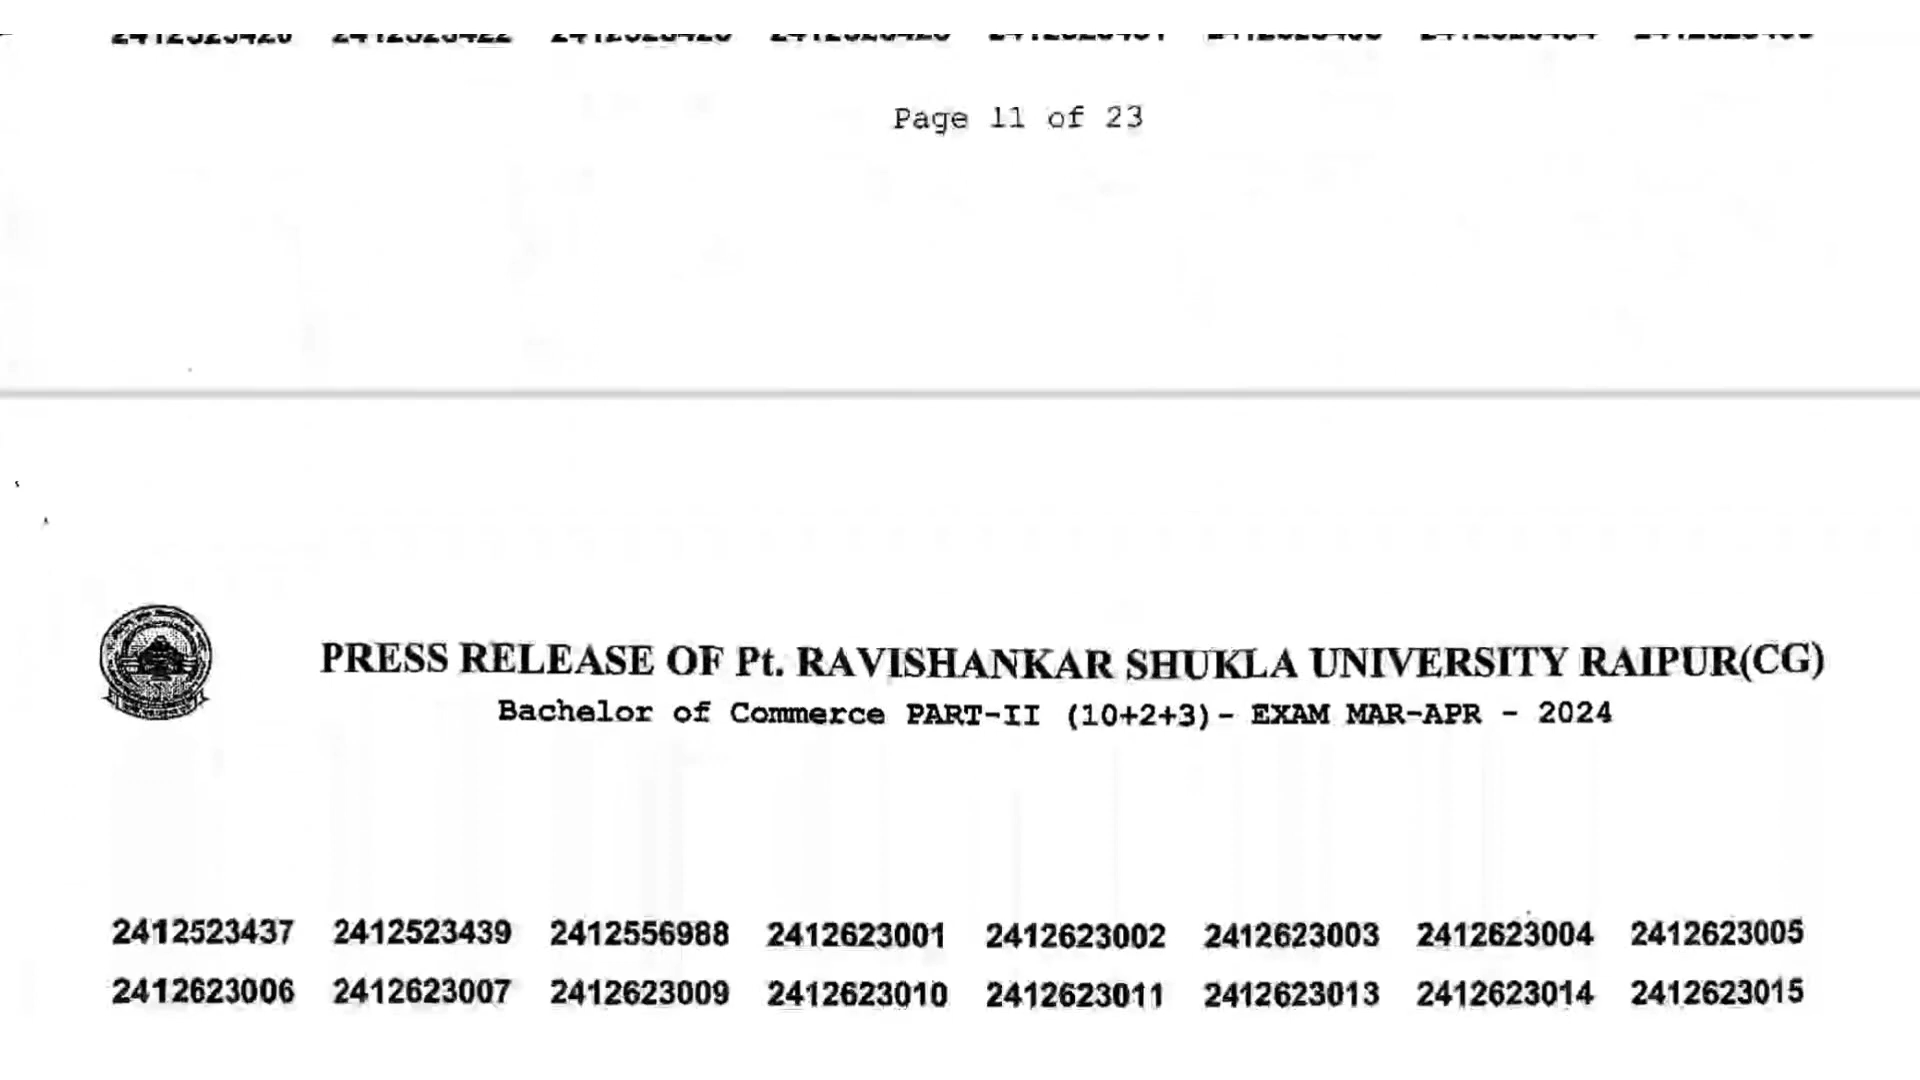 Page 11 of 23
PRESS RELEASE OF Pt. RAVISHANKAR SHUKLA UNIVERSITY RAIPUR(CG)
Bachelor of Commerce PART-II (10+2+3)- EXAM MAR-APR - 2024
2412523437 2412523439 2412556988 2412623001 2412623002 2412623003 2412623004 2412623005
2412623006 2412623007 2412623009 2412623010 2412623011 2412623013 2412623014 2412623015